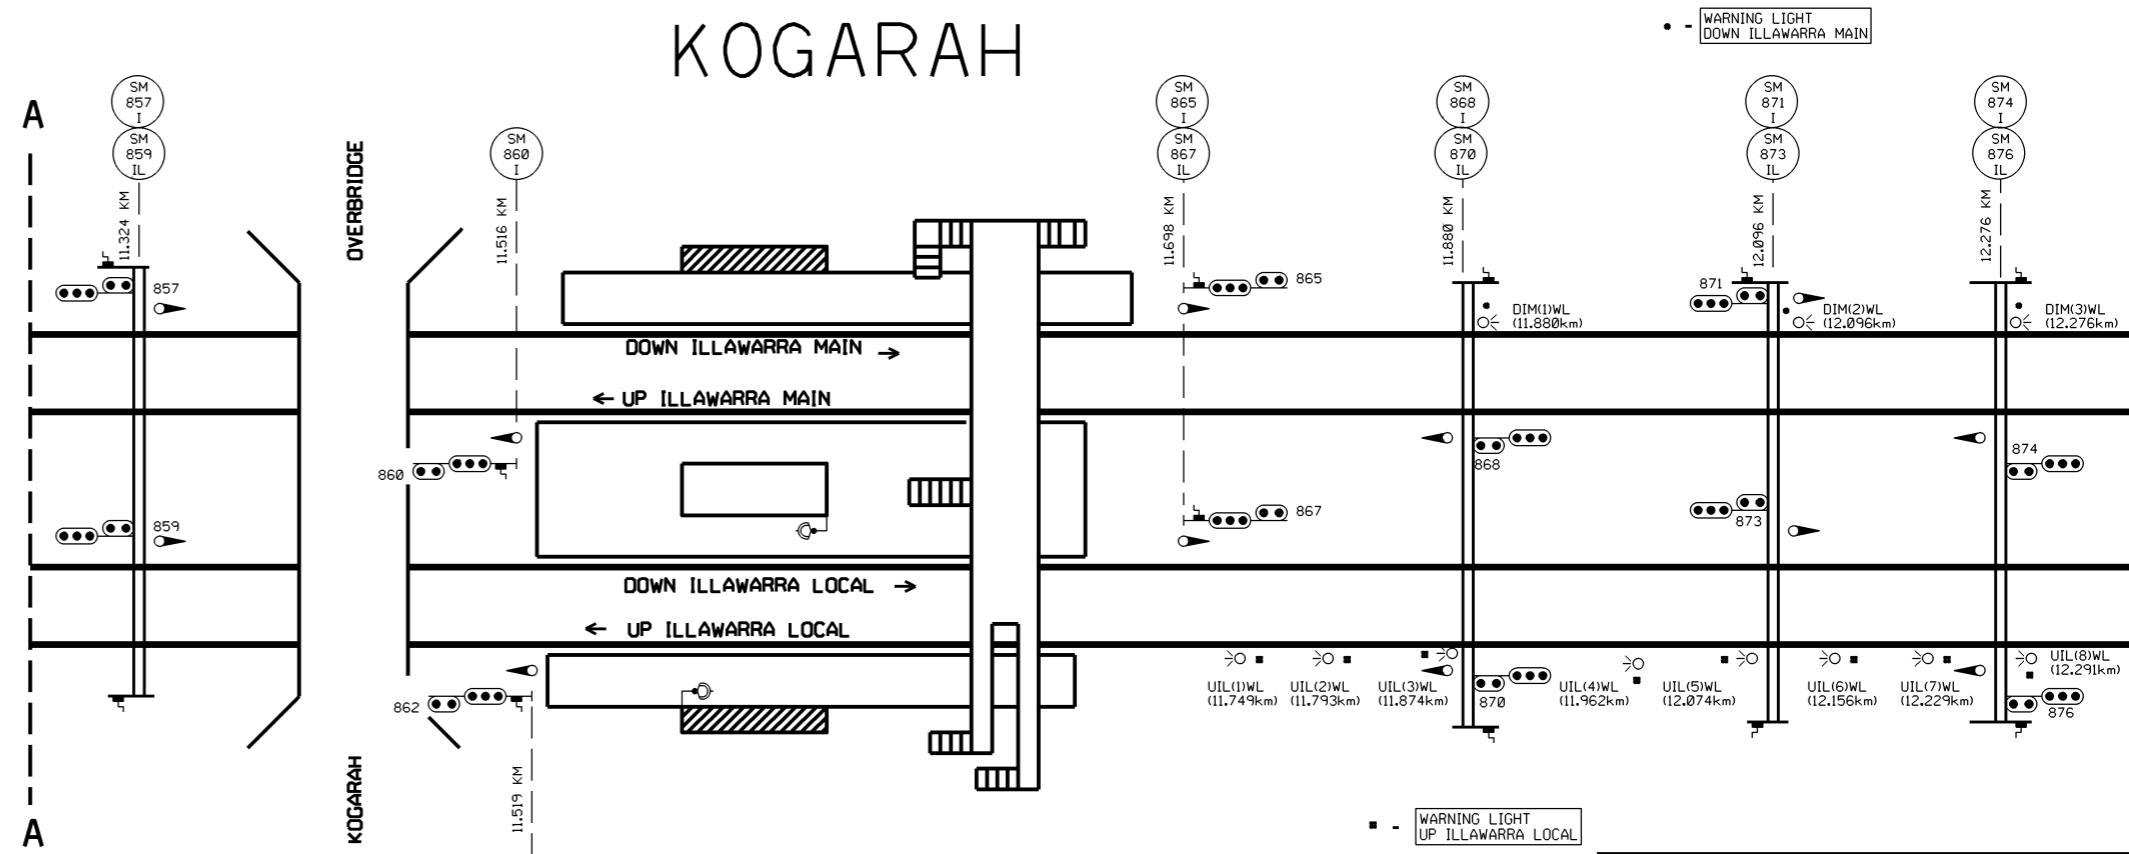 KOGARAH
WARNING LIGHT
DOWN ILLAWARRA MAIN
A
SM
857
I
SM
859
IL
11.324 KM
OVERBRIDGE
SM
860
I
11.516 KM
SM
865
I
SM
867
IL
11.698 KM
SM
868
I
SM
870
IL
11.880 KM
SM
871
I
SM
873
IL
12.096 KM
SM
874
I
SM
876
IL
12.276 KM
857
865
871
DIM(1)WL
(11.880km)
DIM(2)WL
(12.096km)
DIM(3)WL
(12.276km)
DOWN ILLAWARRA MAIN →
← UP ILLAWARRA MAIN
860
868
874
859
867
873
DOWN ILLAWARRA LOCAL →
← UP ILLAWARRA LOCAL
862
UIL(1)WL
(11.749km)
UIL(2)WL
(11.793km)
UIL(3)WL
(11.874km)
870
UIL(4)WL
(11.962km)
UIL(5)WL
(12.074km)
UIL(6)WL
(12.156km)
UIL(7)WL
(12.229km)
UIL(8)WL
(12.291km)
876
11.519 KM
KOGARAH
A
WARNING LIGHT
UP ILLAWARRA LOCAL